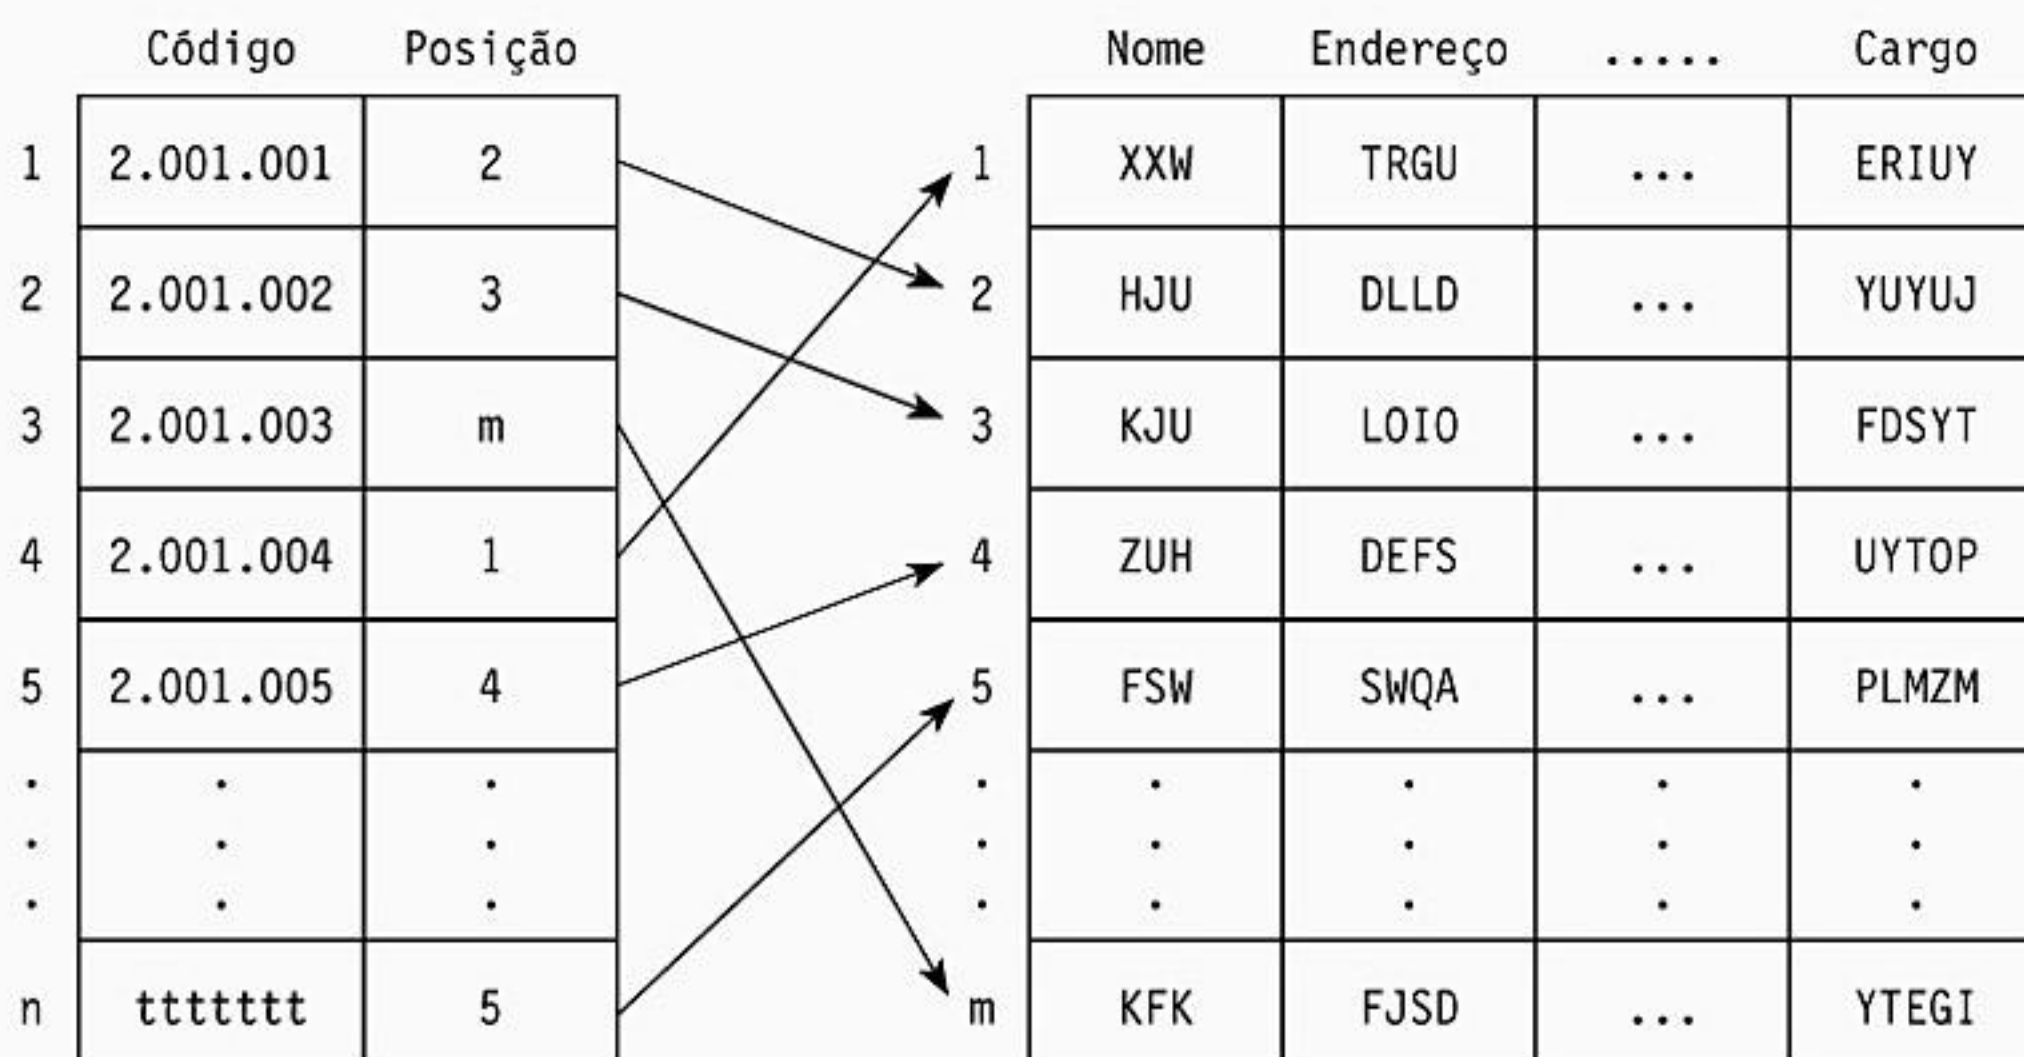 Código Posição Nome Endereço ..... Cargo
1 2.001.001 2 1 XXW TRGU ... ERIUY
2 2.001.002 3 2 HJU DLLD ... YUYUJ
3 2.001.003 m 3 KJU LOIO ... FDSYT
4 2.001.004 1 4 ZUH DEFS ... UYTOP
5 2.001.005 4 5 FSW SWQA ... PLMZM
. . . . . . . .
. . . . . . . .
. . . . . . . .
n ttttttt 5 m KFK FJSD ... YTEGI